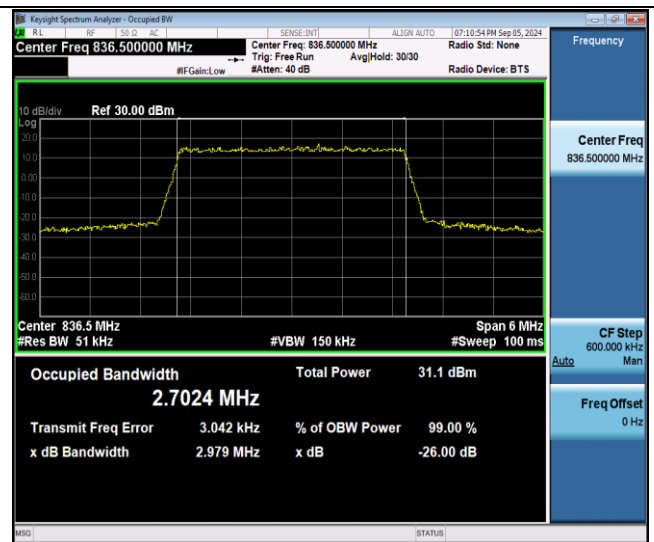 Keysight Spectrum Analyzer - Occupied BW
LXI RL RF 50 Ω AC SENSE:INT ALIGN AUTO 07:10:54 PM Sep 05, 2024
Center Freq 836.500000 MHz
Center Freq: 836.500000 MHz Radio Std: None
Trig: Free Run Avg|Hold: 30/30
#IFGain:Low #Atten: 40 dB Radio Device: BTS
10 dB/div Ref 30.00 dBm
Log
20.0
10.0
0.00
-10.0
-20.0
-30.0
-40.0
-50.0
-60.0
Center 836.5 MHz Span 6 MHz
#Res BW 51 kHz #VBW 150 kHz #Sweep 100 ms
Occupied Bandwidth Total Power 31.1 dBm
2.7024 MHz
Transmit Freq Error 3.042 kHz % of OBW Power 99.00 %
x dB Bandwidth 2.979 MHz x dB -26.00 dB
MSG STATUS
Frequency
Center Freq
836.500000 MHz
CF Step
600.000 kHz
Auto Man
Freq Offset
0 Hz